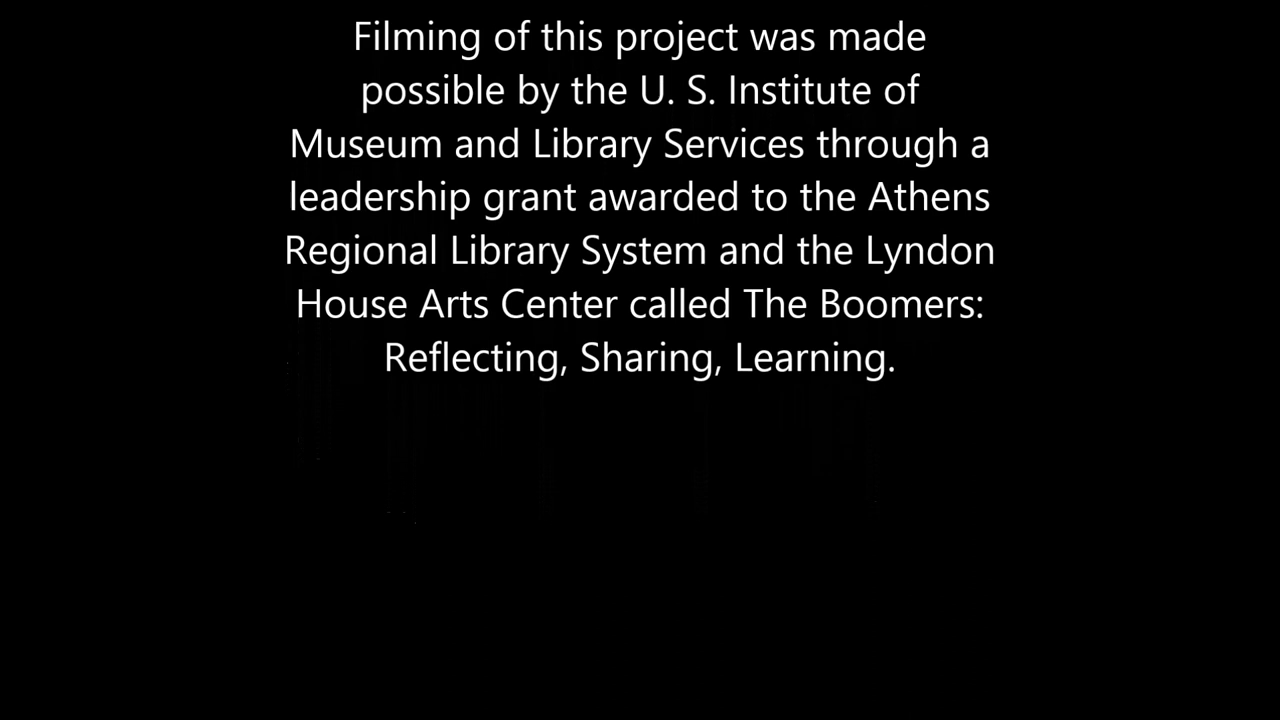 Filming of this project was made
possible by the U. S. Institute of
Museum and Library Services through a
leadership grant awarded to the Athens
Regional Library System and the Lyndon
House Arts Center called The Boomers:
Reflecting, Sharing, Learning.